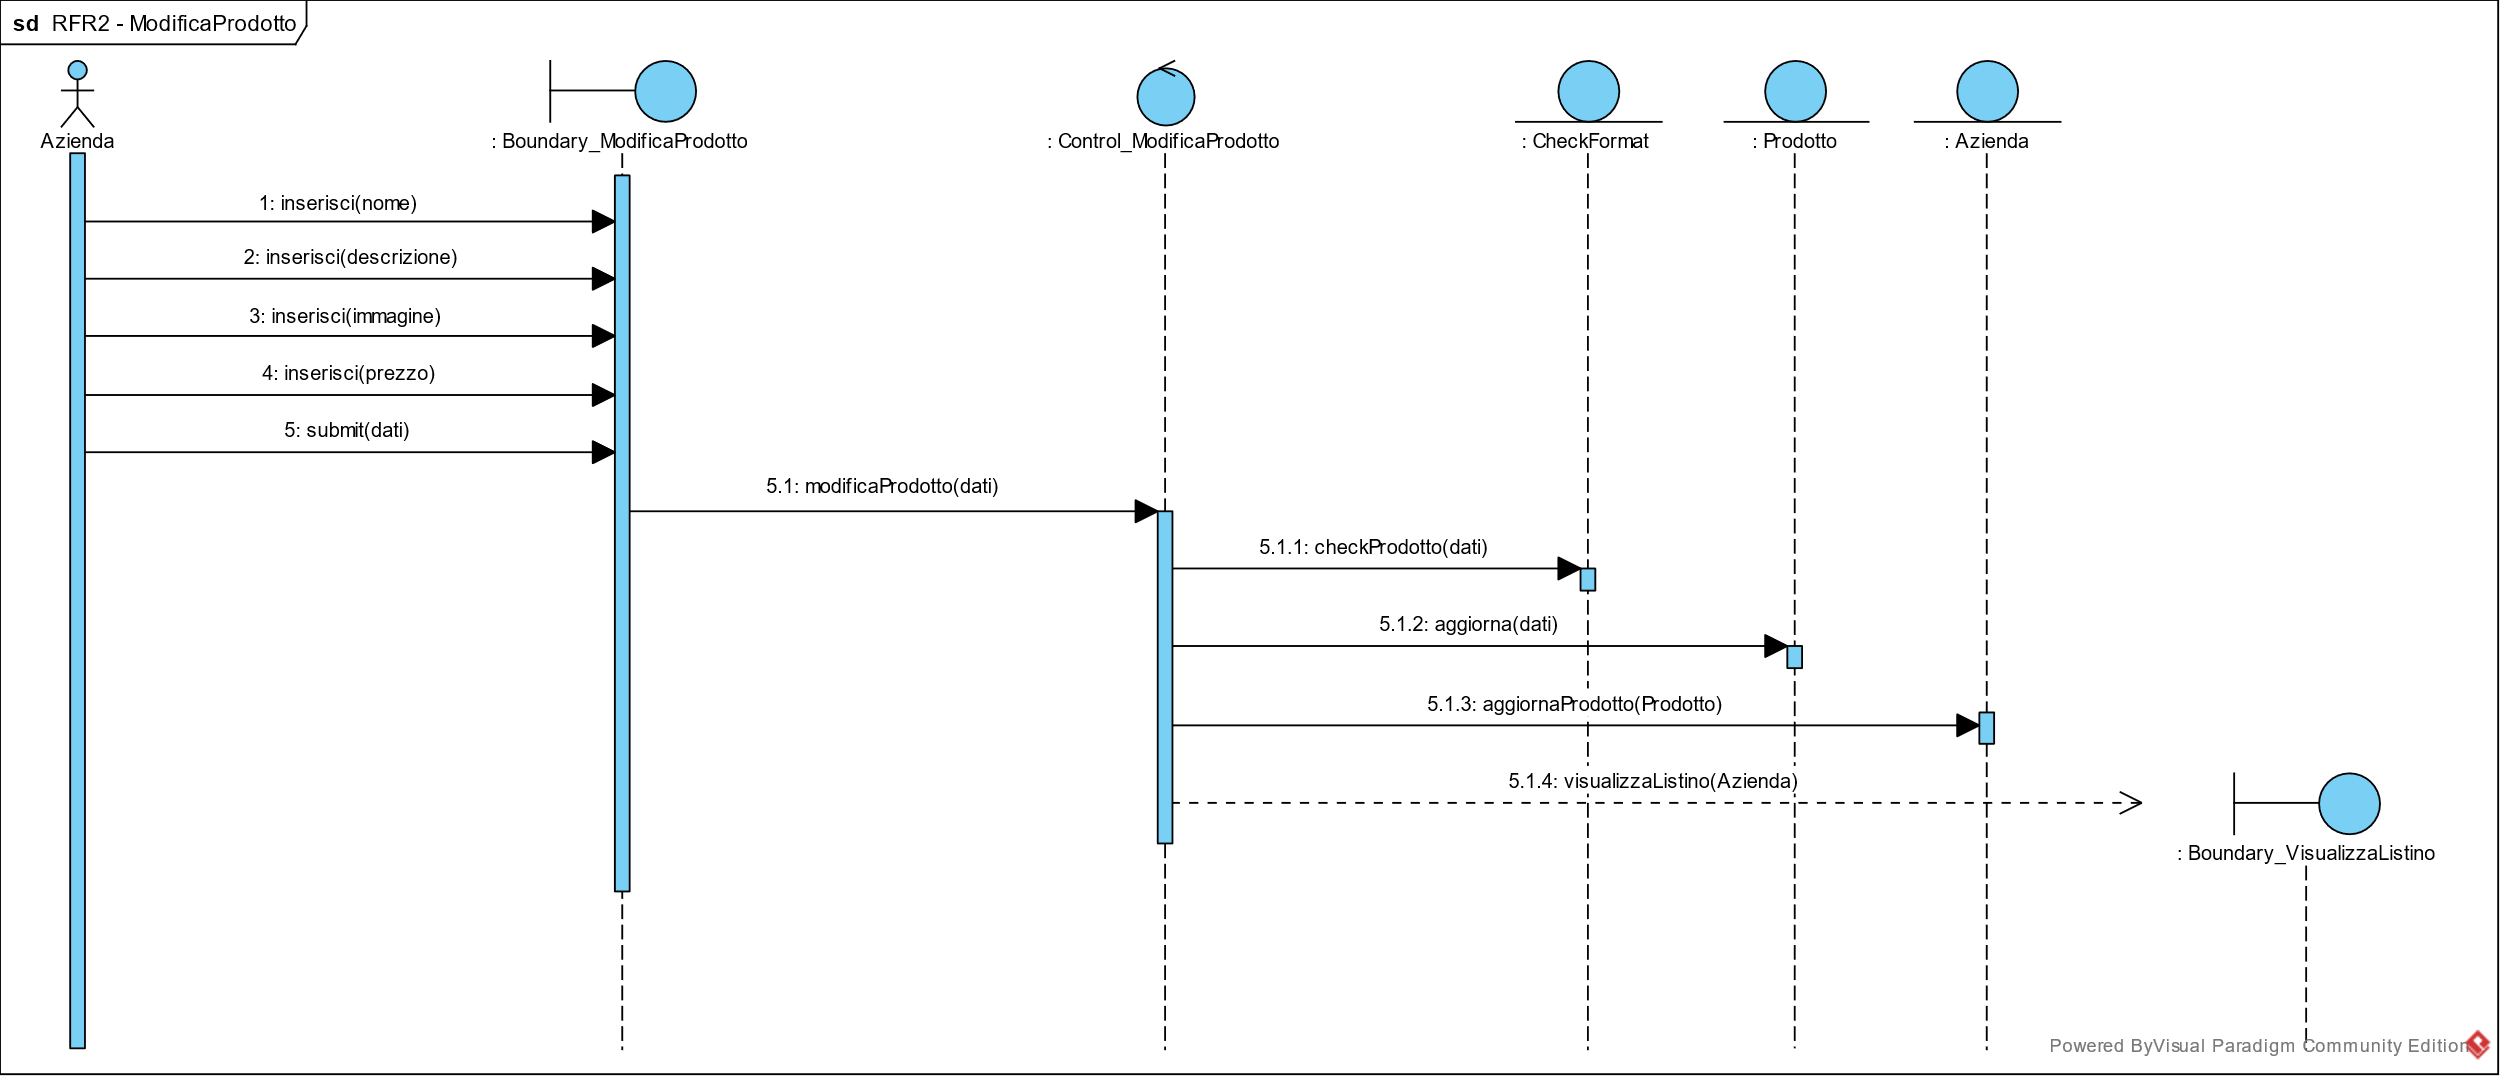 sd RFR2 - ModificaProdotto
Azienda
: Boundary_ModificaProdotto
: Control_ModificaProdotto
: CheckFormat
: Prodotto
: Azienda
1: inserisci(nome)
2: inserisci(descrizione)
3: inserisci(immagine)
4: inserisci(prezzo)
5: submit(dati)
5.1: modificaProdotto(dati)
5.1.1: checkProdotto(dati)
5.1.2: aggiorna(dati)
5.1.3: aggiornaProdotto(Prodotto)
5.1.4: visualizzaListino(Azienda)
: Boundary_VisualizzaListino
Powered ByVisual Paradigm Community Edition